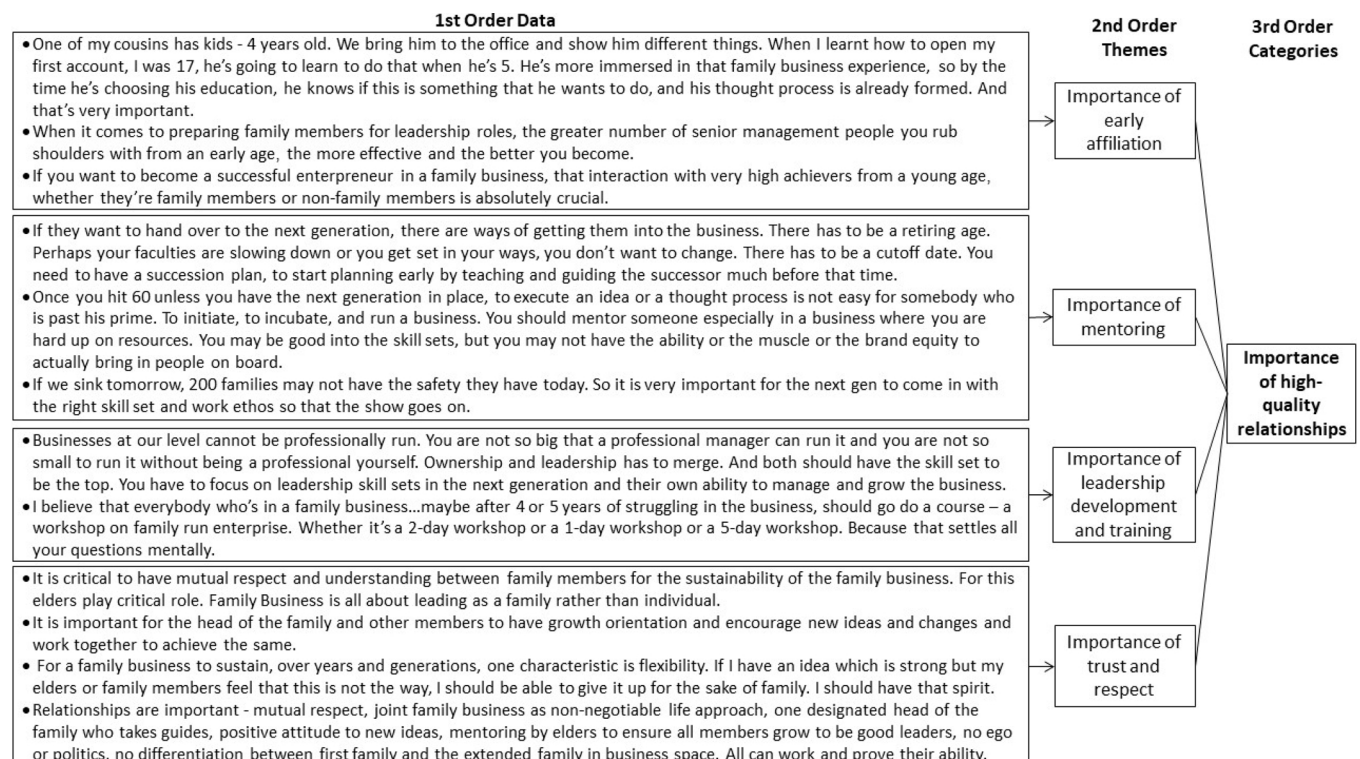 1st Order Data
2nd Order
Themes
3rd Order
Categories
•One of my cousins has kids - 4 years old. We bring him to the office and show him different things. When I learnt how to open my
first account, I was 17, he's going to learn to do that when he's 5. He's more immersed in that family business experience, so by the
time he's choosing his education, he knows if this is something that he wants to do, and his thought process is already formed. And
that's very important.
•When it comes to preparing family members for leadership roles, the greater number of senior management people you rub
shoulders with from an early age, the more effective and the better you become.
•If you want to become a successful enterpreneur in a family business, that interaction with very high achievers from a young age,
whether they're family members or non-family members is absolutely crucial.
Importance of
early
affiliation
•If they want to hand over to the next generation, there are ways of getting them into the business. There has to be a retiring age.
Perhaps your faculties are slowing down or you get set in your ways, you don't want to change. There has to be a cutoff date. You
need to have a succession plan, to start planning early by teaching and guiding the successor much before that time.
•Once you hit 60 unless you have the next generation in place, to execute an idea or a thought process is not easy for somebody who
is past his prime. To initiate, to incubate, and run a business. You should mentor someone especially in a business where you are
hard up on resources. You may be good into the skill sets, but you may not have the ability or the muscle or the brand equity to
actually bring in people on board.
•If we sink tomorrow, 200 families may not have the safety they have today. So it is very important for the next gen to come in with
the right skill set and work ethos so that the show goes on.
Importance of
mentoring
•Businesses at our level cannot be professionally run. You are not so big that a professional manager can run it and you are not so
small to run it without being a professional yourself. Ownership and leadership has to merge. And both should have the skill set to
be the top. You have to focus on leadership skill sets in the next generation and their own ability to manage and grow the business.
•I believe that everybody who's in a family business...maybe after 4 or 5 years of struggling in the business, should go do a course – a
workshop on family run enterprise. Whether it's a 2-day workshop or a 1-day workshop or a 5-day workshop. Because that settles all
your questions mentally.
Importance of
leadership
development
and training
•It is critical to have mutual respect and understanding between family members for the sustainability of the family business. For this
elders play critical role. Family Business is all about leading as a family rather than individual.
•It is important for the head of the family and other members to have growth orientation and encourage new ideas and changes and
work together to achieve the same.
• For a family business to sustain, over years and generations, one characteristic is flexibility. If I have an idea which is strong but my
elders or family members feel that this is not the way, I should be able to give it up for the sake of family. I should have that spirit.
•Relationships are important - mutual respect, joint family business as non-negotiable life approach, one designated head of the
family who takes guides, positive attitude to new ideas, mentoring by elders to ensure all members grow to be good leaders, no ego
or politics, no differentiation between first family and the extended family in business space. All can work and prove their ability.
Importance of
trust and
respect
Importance
of high-
quality
relationships